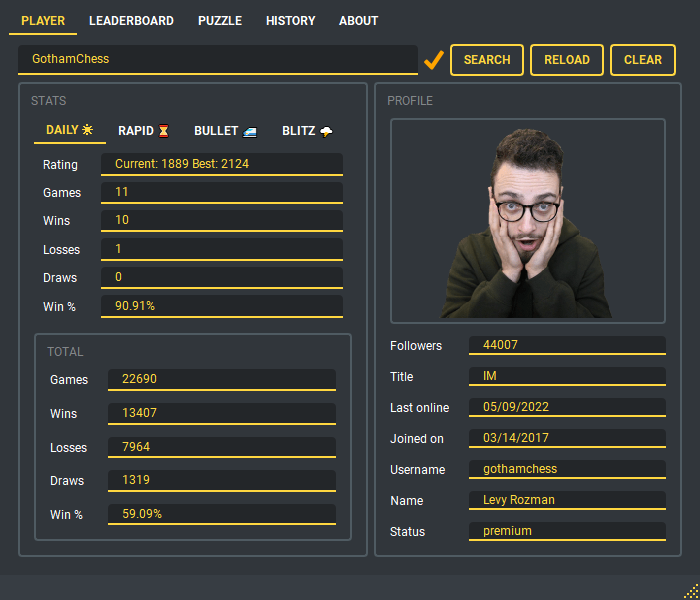 PLAYER LEADERBOARD PUZZLE HISTORY ABOUT
GothamChess SEARCH RELOAD CLEAR
STATS
DAILY RAPID BULLET BLITZ
Rating Current: 1889 Best: 2124
Games 11
Wins 10
Losses 1
Draws 0
Win % 90.91%
TOTAL
Games 22690
Wins 13407
Losses 7964
Draws 1319
Win % 59.09%
PROFILE
Followers 44007
Title IM
Last online 05/09/2022
Joined on 03/14/2017
Username gothamchess
Name Levy Rozman
Status premium